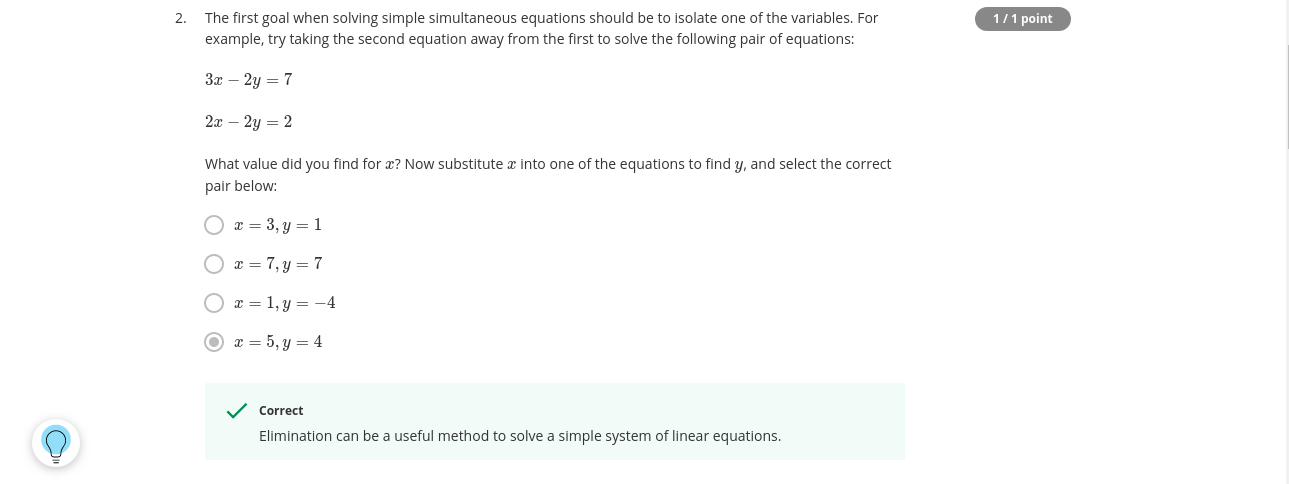 2. The first goal when solving simple simultaneous equations should be to isolate one of the variables. For
1 / 1 point
example, try taking the second equation away from the first to solve the following pair of equations:
3x − 2y = 7
2x − 2y = 2
What value did you find for x? Now substitute x into one of the equations to find y, and select the correct
pair below:
x = 3, y = 1
x = 7, y = 7
x = 1, y = −4
x = 5, y = 4
Correct
Elimination can be a useful method to solve a simple system of linear equations.